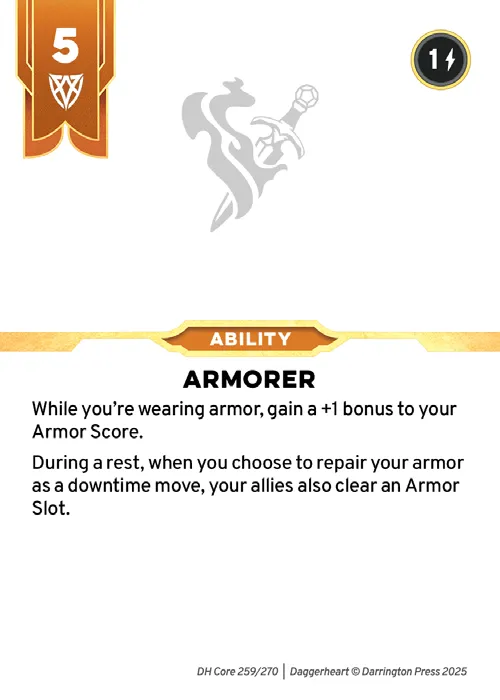 5
1
ABILITY
ARMORER
While you’re wearing armor, gain a +1 bonus to your
Armor Score.
During a rest, when you choose to repair your armor
as a downtime move, your allies also clear an Armor
Slot.
DH Core 259/270 | Daggerheart © Darrington Press 2025